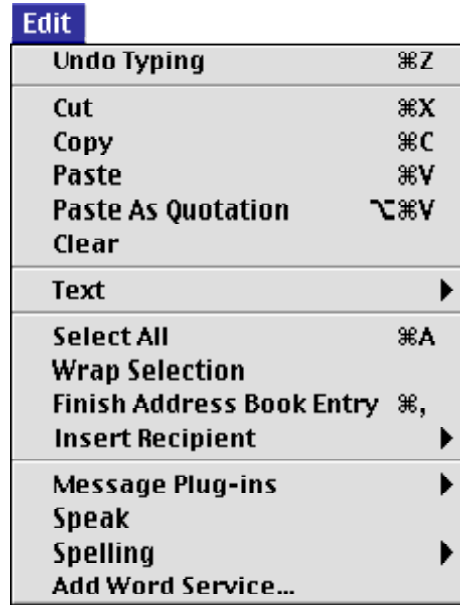 Edit
Undo Typing ⌘Z
Cut ⌘X
Copy ⌘C
Paste ⌘V
Paste As Quotation ⌥⌘V
Clear
Text
Select All ⌘A
Wrap Selection
Finish Address Book Entry ⌘,
Insert Recipient
Message Plug-ins
Speak
Spelling
Add Word Service...